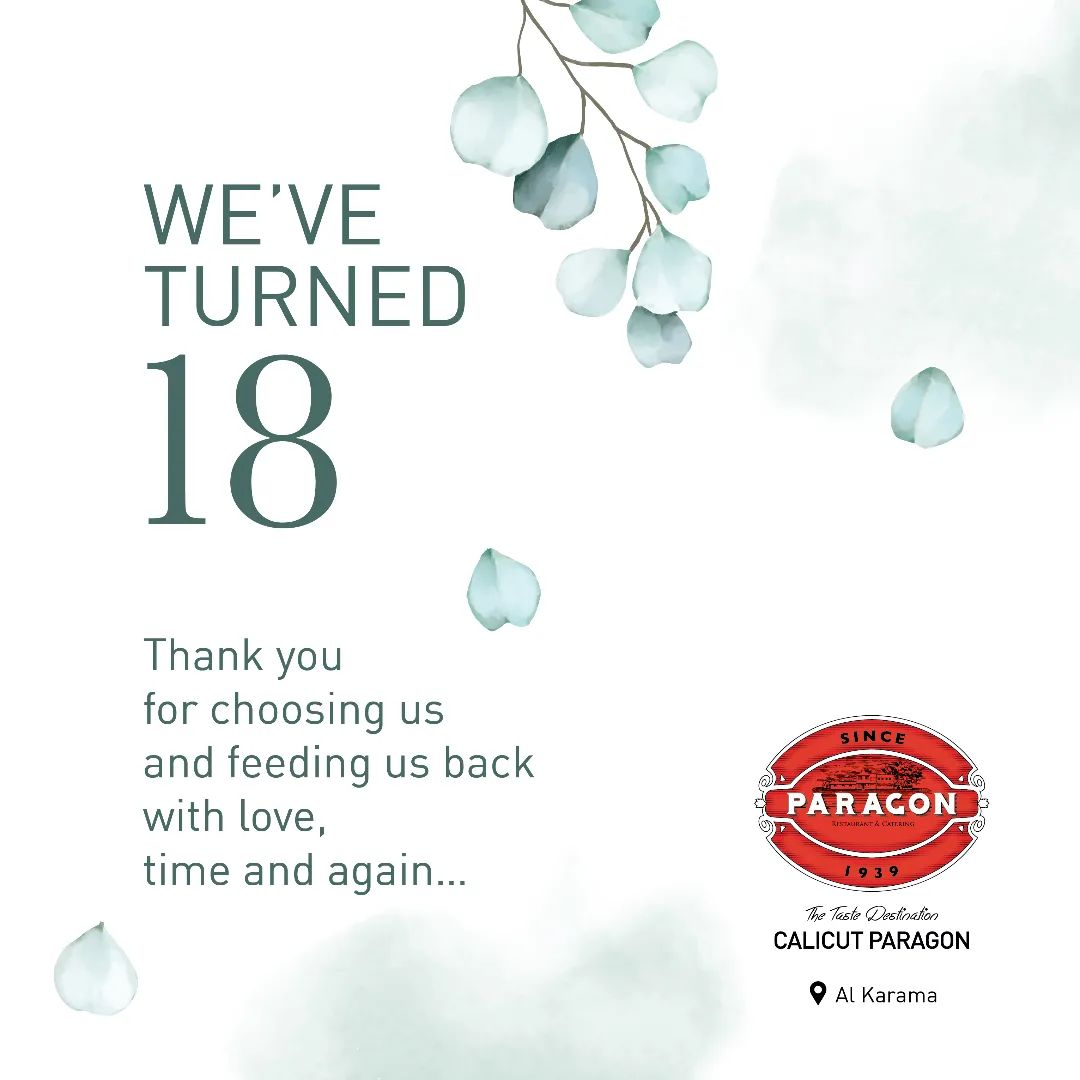 WE’VE
TURNED
18
Thank you
for choosing us
and feeding us back
with love,
time and again...
SINCE
PARAGON
RESTAURANT & CATERING
1939
The Taste Destination
CALICUT PARAGON
Al Karama